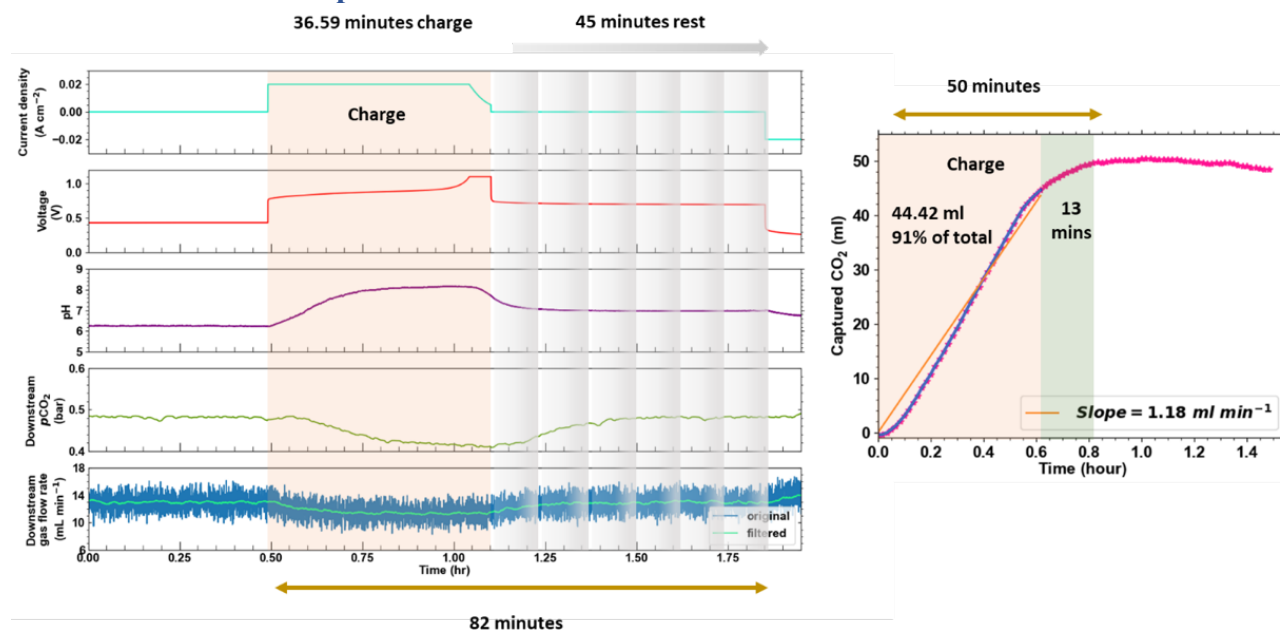 36.59 minutes charge
45 minutes rest
Current density
(A cm⁻²)
0.02
0.00
−0.02
Charge
Voltage
(V)
1.0
0.5
0.0
pH
9
8
7
6
5
Downstream
pCO₂
(bar)
0.6
0.5
0.4
Downstream
gas flow rate
(mL min⁻¹)
18
14
10
6
original
filtered
0.00 0.25 0.50 0.75 1.00 1.25 1.50 1.75
Time (hr)
82 minutes
50 minutes
Captured CO₂ (ml)
50
40
30
20
10
0
Charge
44.42 ml
91% of total
13
mins
Slope = 1.18 ml min⁻¹
0.0 0.2 0.4 0.6 0.8 1.0 1.2 1.4
Time (hour)